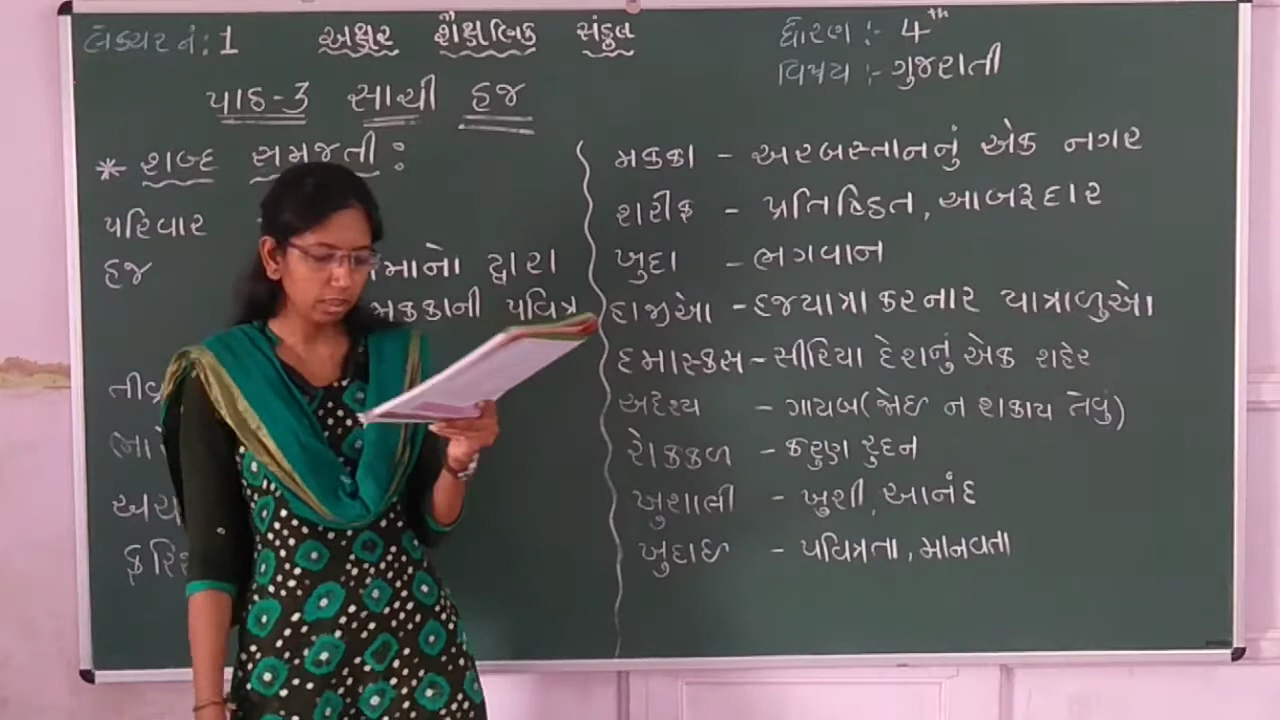 લેક્ચર નં : 1
અક્ષર શૈક્ષણિક સંકુલ
ધોરણ :- 4th
વિષય :- ગુજરાતી
પાઠ-3 સાચી હજ
* શબ્દ સમજૂતી :
પરિવાર -
હજ
માનો દ્વારા
મક્કાની પવિત્ર
મક્કા - અરબસ્તાનનું એક નગર
શરીફ - પ્રતિષ્ઠિત, આબરૂદાર
ખુદા - ભગવાન
હાજીઓ - હજયાત્રા કરનાર યાત્રાળુઓ
દમાસ્કસ - સીરિયા દેશનું એક શહેર
અદ્રશ્ય - ગાયબ (જોઈ ન શકાય તેવું)
રોકકળ - કરુણ રુદન
ખુશાલી - ખુશી, આનંદ
ખુદાઈ - પવિત્રતા, માનવતા